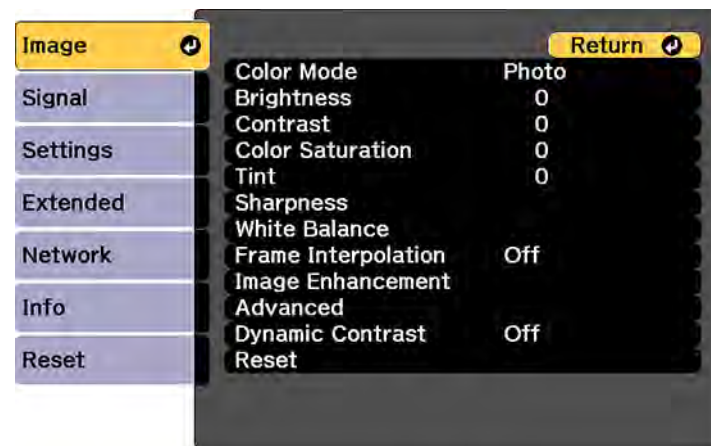 Image
Signal
Settings
Extended
Network
Info
Reset
Return
Color Mode Photo
Brightness 0
Contrast 0
Color Saturation 0
Tint 0
Sharpness
White Balance
Frame Interpolation Off
Image Enhancement
Advanced
Dynamic Contrast Off
Reset